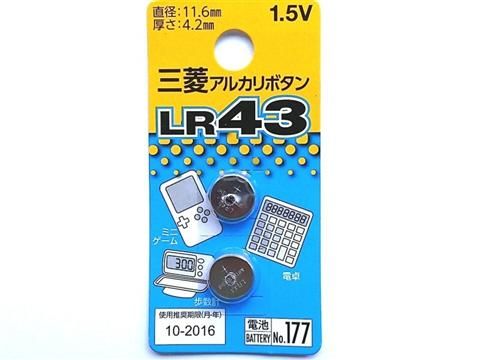 直径:11.6mm
厚さ:4.2mm
1.5V
三菱アルカリボタン
LR43
ミニ
ゲーム
電卓
300
歩数計
使用推奨期限(月-年)
10-2016
電池
BATTERY No.177